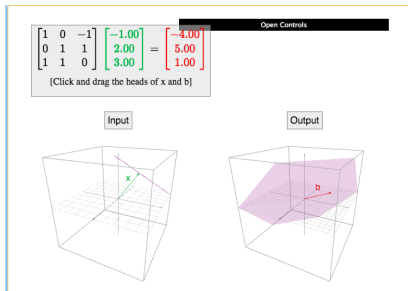 Open Controls
1 0 -1 -1.00 -4.00
0 1 1 2.00 = 5.00
1 1 0 3.00 1.00
[Click and drag the heads of x and b]
Input Output
x b